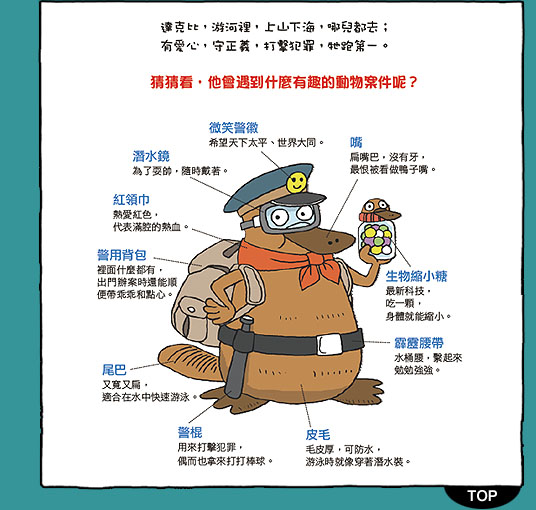 達克比，游河裡，上山下海，哪兒都去；
有愛心，守正義，打擊犯罪，牠跑第一。
猜猜看，他會遇到什麼有趣的動物案件呢？
微笑警徽
希望天下太平、世界大同。
嘴
扁嘴巴，沒有牙，
最恨被看做鴨子嘴。
潛水鏡
為了耍帥，隨時戴著。
紅領巾
熱愛紅色，
代表滿腔的熱血。
警用背包
裡面什麼都有，
出門辦案時還能順
便帶乖乖和點心。
生物縮小糖
最新科技，
吃一顆，
身體就能縮小。
霹靂腰帶
水桶腰，繫起來
勉勉強強。
尾巴
又寬又扁，
適合在水中快速游泳。
警棍
用來打擊犯罪，
偶而也拿來打打棒球。
皮毛
毛皮厚，可防水，
游泳時就像穿著潛水裝。
TOP